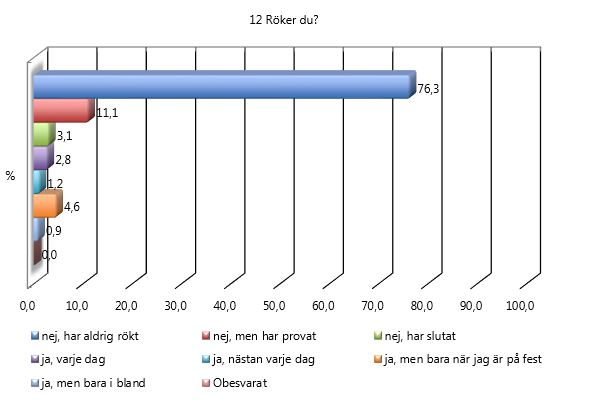 12 Röker du?
76,3
11,1
3,1
2,8
%
1,2
4,6
0,9
0,0
0,0 10,0 20,0 30,0 40,0 50,0 60,0 70,0 80,0 90,0 100,0
nej, har aldrig rökt nej, men har provat nej, har slutat
ja, varje dag ja, nästan varje dag ja, men bara när jag är på fest
ja, men bara i bland Obesvarat